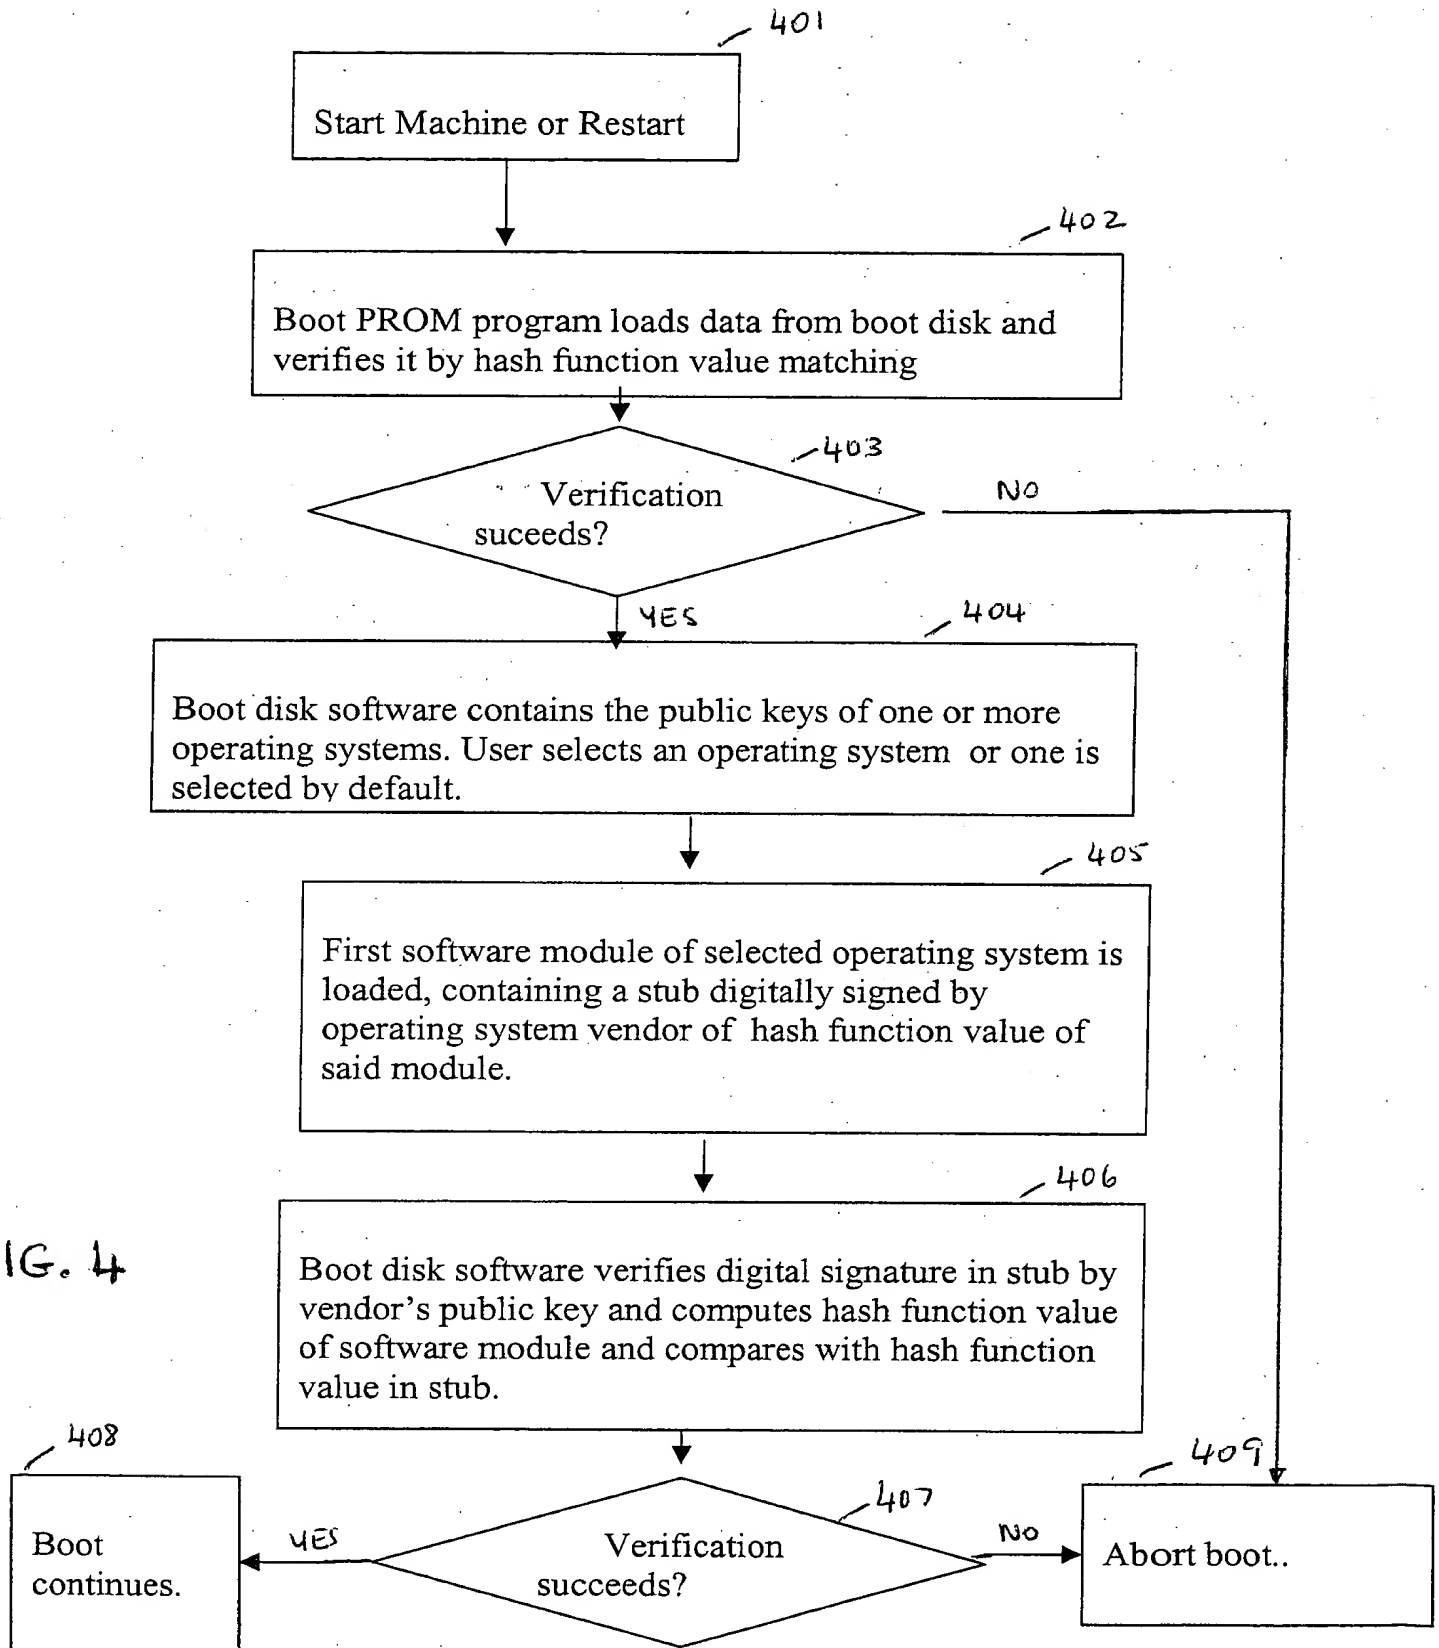 401
Start Machine or Restart
402
Boot PROM program loads data from boot disk and
verifies it by hash function value matching
403
Verification
suceeds?
NO
YES
404
Boot disk software contains the public keys of one or more
operating systems. User selects an operating system or one is
selected by default.
405
First software module of selected operating system is
loaded, containing a stub digitally signed by
operating system vendor of hash function value of
said module.
406
Boot disk software verifies digital signature in stub by
vendor's public key and computes hash function value
of software module and compares with hash function
value in stub.
IG. 4
407
Verification
succeeds?
YES
NO
408
Boot
continues.
409
Abort boot..